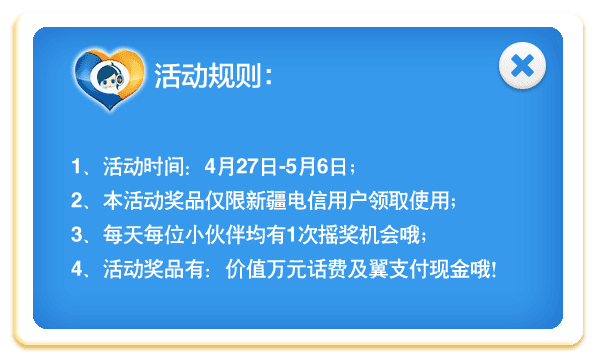 活动规则：
1、活动时间：4月27日-5月6日；
2、本活动奖品仅限新疆电信用户领取使用；
3、每天每位小伙伴均有1次摇奖机会哦；
4、活动奖品有：价值万元话费及翼支付现金哦!